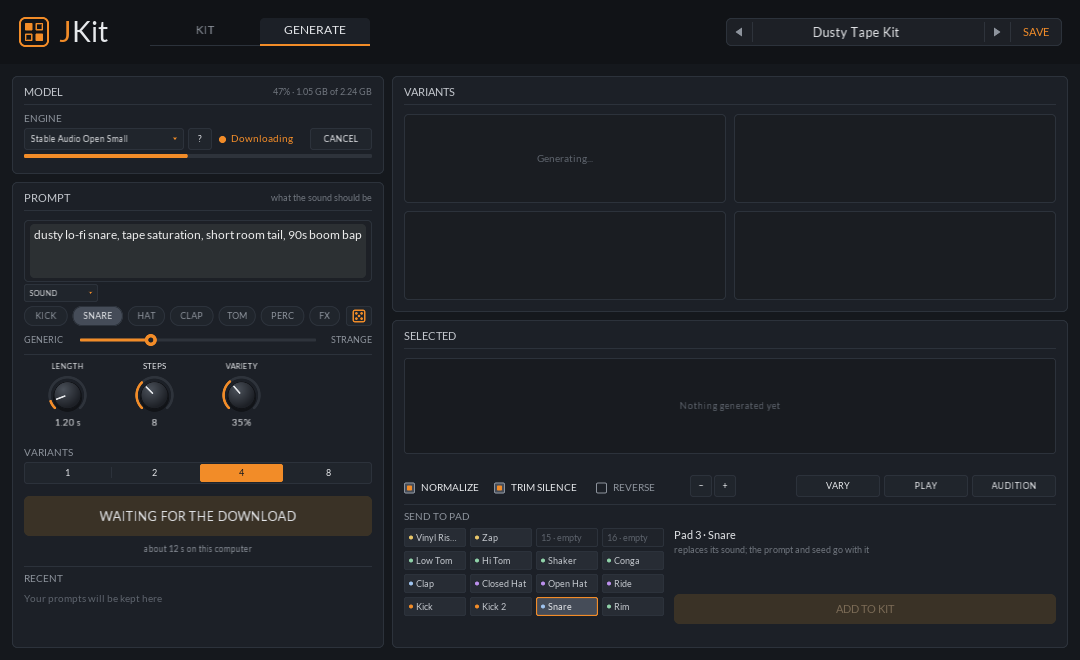 JKit
KIT
GENERATE
Dusty Tape Kit
SAVE
MODEL
47% · 1.05 GB of 2.24 GB
ENGINE
Stable Audio Open Small
?
Downloading
CANCEL
PROMPT
what the sound should be
dusty lo-fi snare, tape saturation, short room tail, 90s boom bap
SOUND
KICK
SNARE
HAT
CLAP
TOM
PERC
FX
GENERIC
STRANGE
LENGTH
STEPS
VARIETY
1.20 s
8
35%
VARIANTS
1
2
4
8
WAITING FOR THE DOWNLOAD
about 12 s on this computer
RECENT
Your prompts will be kept here
VARIANTS
Generating...
SELECTED
Nothing generated yet
NORMALIZE
TRIM SILENCE
REVERSE
-
+
VARY
PLAY
AUDITION
SEND TO PAD
Vinyl Ris...
Zap
15 · empty
16 · empty
Low Tom
Hi Tom
Shaker
Conga
Clap
Closed Hat
Open Hat
Ride
Kick
Kick 2
Snare
Rim
Pad 3 · Snare
replaces its sound; the prompt and seed go with it
ADD TO KIT